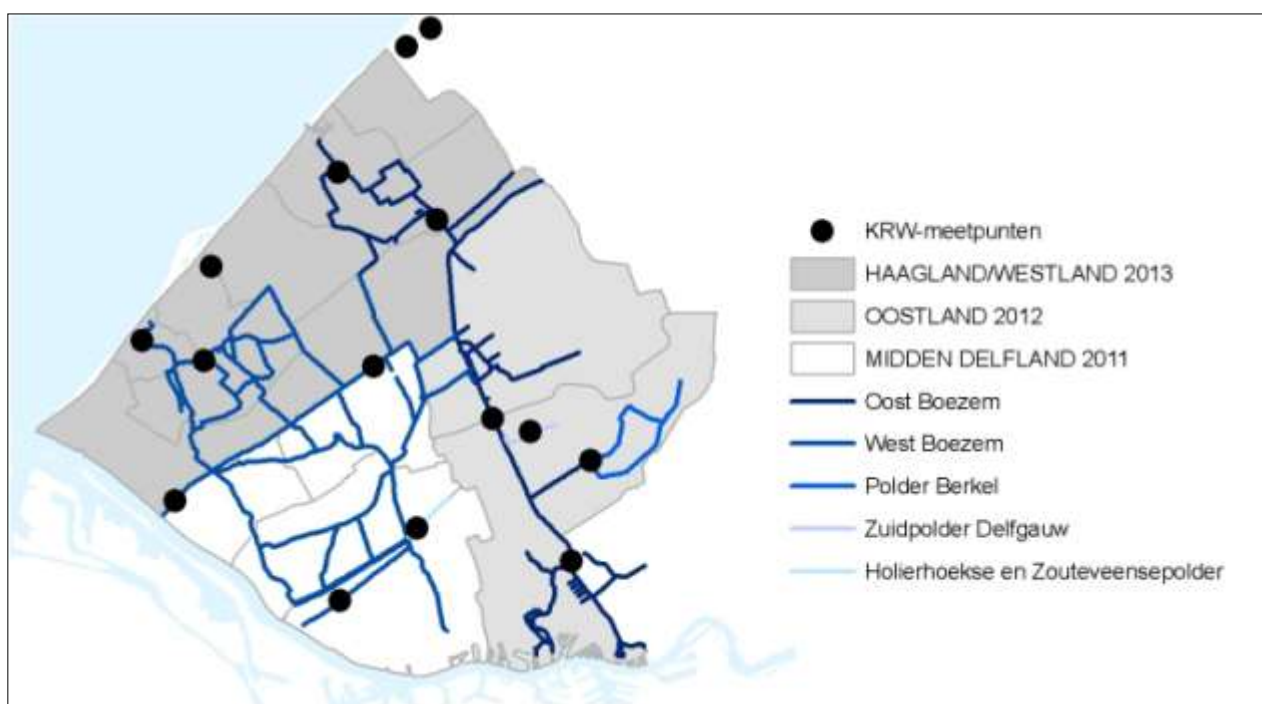 KRW-meetpunten
HAAGLAND/WESTLAND 2013
OOSTLAND 2012
MIDDEN DELFLAND 2011
Oost Boezem
West Boezem
Polder Berkel
Zuidpolder Delfgauw
Holierhoekse en Zouteveensepolder